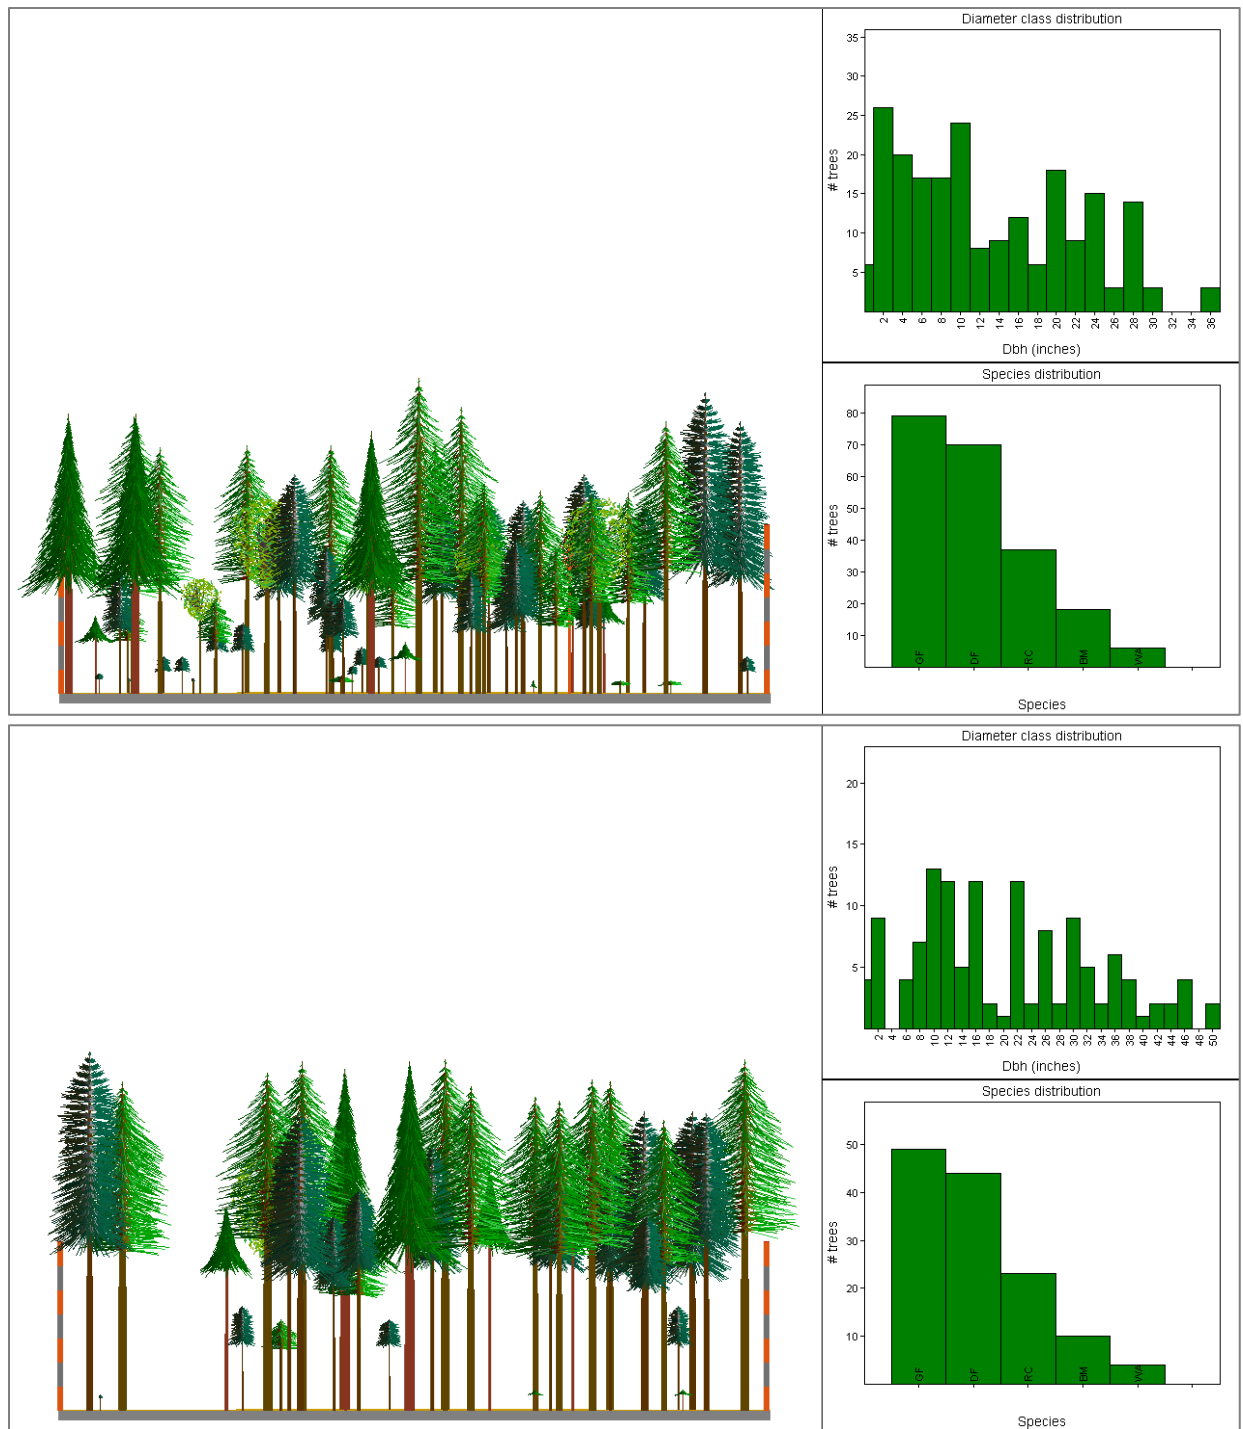 Diameter class distribution
35
30
25
20
15
10
5
# trees
2 4 6 8 10 12 14 16 18 20 22 24 26 28 30 32 34 36
Dbh (inches)
Species distribution
80
70
60
50
40
30
20
10
# trees
GF DF RC BM WA
Species
Diameter class distribution
20
15
10
5
# trees
2 4 6 8 10 12 14 16 18 20 22 24 26 28 30 32 34 36 38 40 42 44 46 48 50
Dbh (inches)
Species distribution
50
40
30
20
10
# trees
GF DF RC BM WA
Species